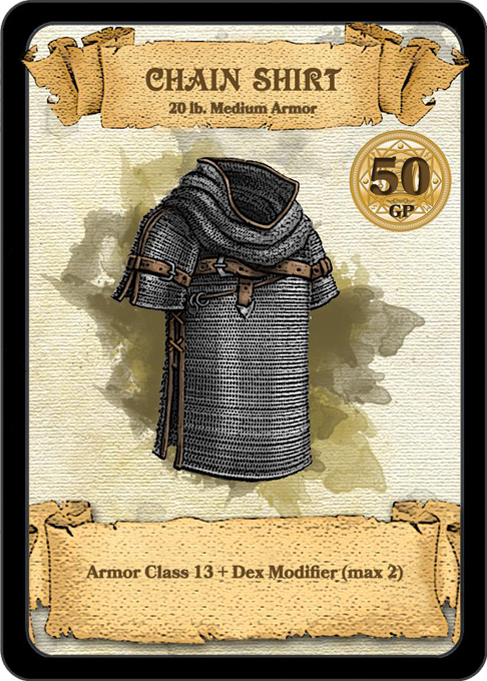 CHAIN SHIRT
20 lb. Medium Armor
50
GP
Armor Class 13 + Dex Modifier (max 2)